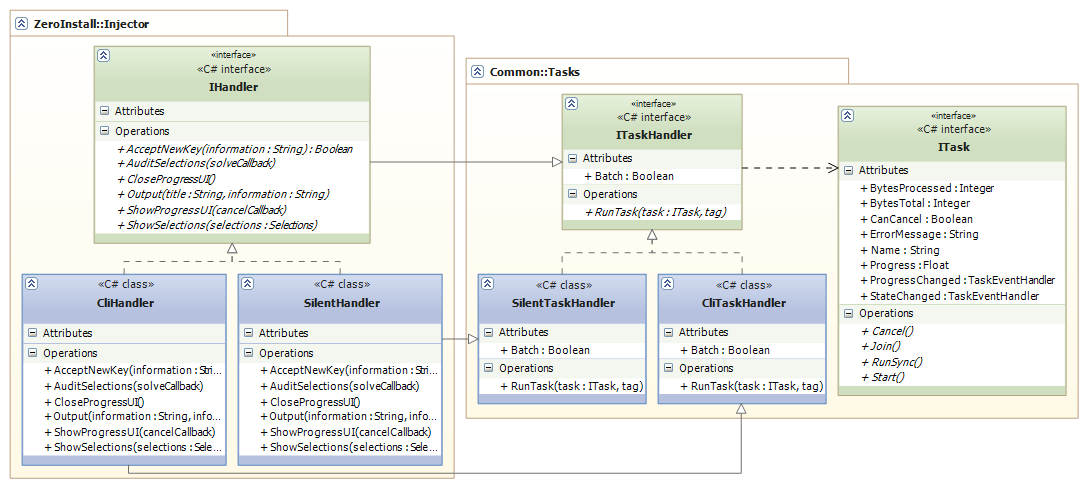 ZeroInstall::Injector
«interface»
«C# interface»
IHandler
Attributes
Operations
+ AcceptNewKey(information : String) : Boolean
+ AuditSelections(solveCallback)
+ CloseProgressUI()
+ Output(title : String, information : String)
+ ShowProgressUI(cancelCallback)
+ ShowSelections(selections : Selections)
«C# class»
CliHandler
Attributes
Operations
+ AcceptNewKey(information : Stri...
+ AuditSelections(solveCallback)
+ CloseProgressUI()
+ Output(information : String, info...
+ ShowProgressUI(cancelCallback)
+ ShowSelections(selections : Sele...
«C# class»
SilentHandler
Attributes
Operations
+ AcceptNewKey(information : Stri...
+ AuditSelections(solveCallback)
+ CloseProgressUI()
+ Output(information : String, info...
+ ShowProgressUI(cancelCallback)
+ ShowSelections(selections : Sele...
Common::Tasks
«interface»
«C# interface»
ITaskHandler
Attributes
+ Batch : Boolean
Operations
+ RunTask(task : ITask, tag)
«interface»
«C# interface»
ITask
Attributes
+ BytesProcessed : Integer
+ BytesTotal : Integer
+ CanCancel : Boolean
+ ErrorMessage : String
+ Name : String
+ Progress : Float
+ ProgressChanged : TaskEventHandler
+ StateChanged : TaskEventHandler
Operations
+ Cancel()
+ Join()
+ RunSync()
+ Start()
«C# class»
SilentTaskHandler
Attributes
+ Batch : Boolean
Operations
+ RunTask(task : ITask, tag)
«C# class»
CliTaskHandler
Attributes
+ Batch : Boolean
Operations
+ RunTask(task : ITask, tag)